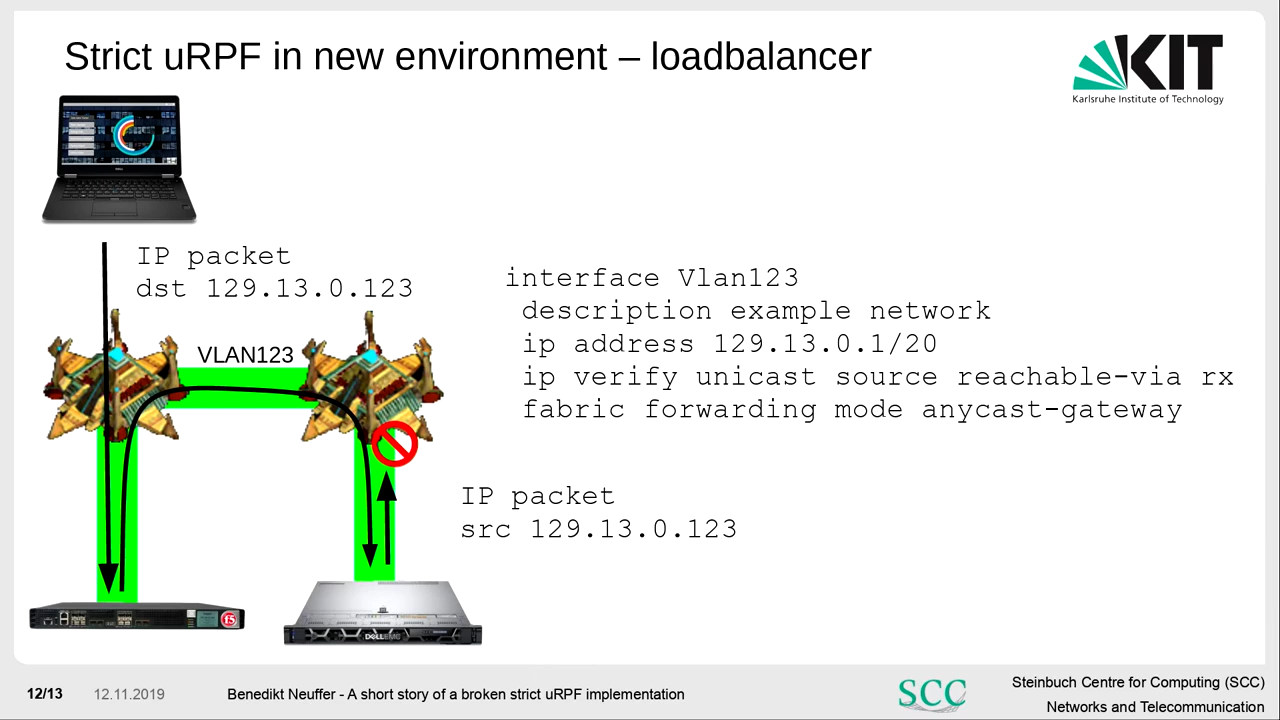 Strict uRPF in new environment – loadbalancer
KIT
Karlsruhe Institute of Technology
IP packet
dst 129.13.0.123
interface Vlan123
description example network
ip address 129.13.0.1/20
ip verify unicast source reachable-via rx
fabric forwarding mode anycast-gateway
VLAN123
IP packet
src 129.13.0.123
f5
DELLEMC
12/13
12.11.2019
Benedikt Neuffer - A short story of a broken strict uRPF implementation
SCC
Steinbuch Centre for Computing (SCC)
Networks and Telecommunication